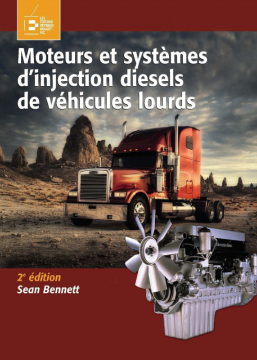 Moteurs et systèmes
d'injection diesels
de véhicules lourds
2e édition
Sean Bennett